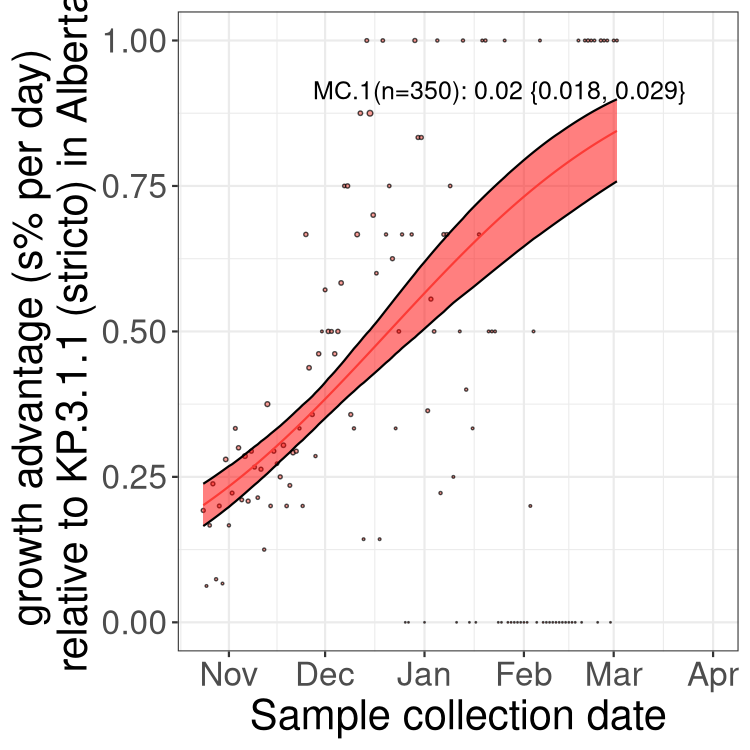 growth advantage (s% per day)
relative to KP.3.1.1 (stricto) in Alberta
1.00
0.75
0.50
0.25
0.00
MC.1(n=350): 0.02 {0.018, 0.029}
Nov Dec Jan Feb Mar Apr
Sample collection date